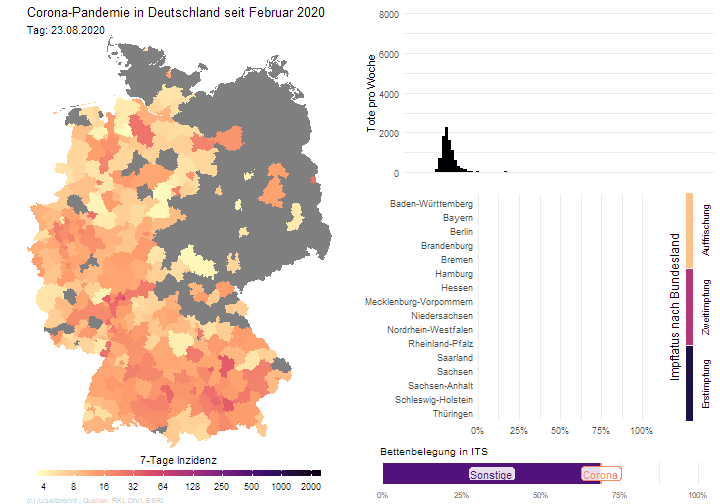 Corona-Pandemie in Deutschland seit Februar 2020
Tag: 23.08.2020
7-Tage Inzidenz
4 8 16 32 64 130 250 500 1000 2000
(c) /u/zeitbrennt | Quellen: RKI, DIVI, ESRI
Tote pro Woche
8000
6000
4000
2000
0
Impfstatus nach Bundesland
Baden-Württemberg
Bayern
Berlin
Brandenburg
Bremen
Hamburg
Hessen
Mecklenburg-Vorpommern
Niedersachsen
Nordrhein-Westfalen
Rheinland-Pfalz
Saarland
Sachsen
Sachsen-Anhalt
Schleswig-Holstein
Thüringen
0% 25% 50% 75% 100%
Auffrischung
Zweitimpfung
Erstimpfung
Bettenbelegung in ITS
Sonstige Corona
0% 25% 50% 75% 100%